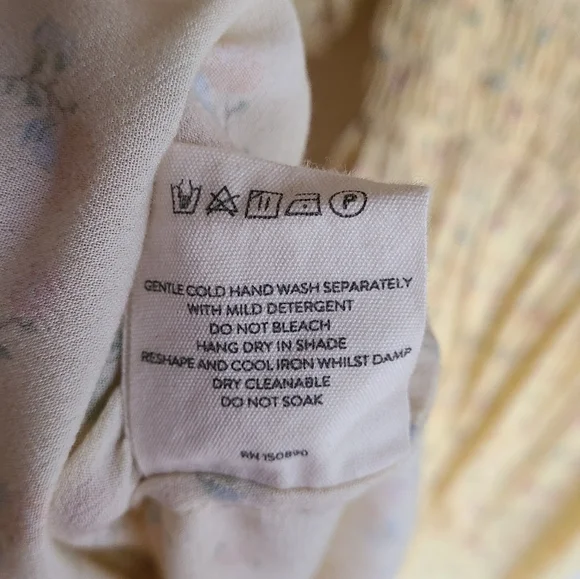 P
GENTLE COLD HAND WASH SEPARATELY
WITH MILD DETERGENT
DO NOT BLEACH
HANG DRY IN SHADE
RESHAPE AND COOL IRON WHILST DAMP
DRY CLEANABLE
DO NOT SOAK
RN 150890